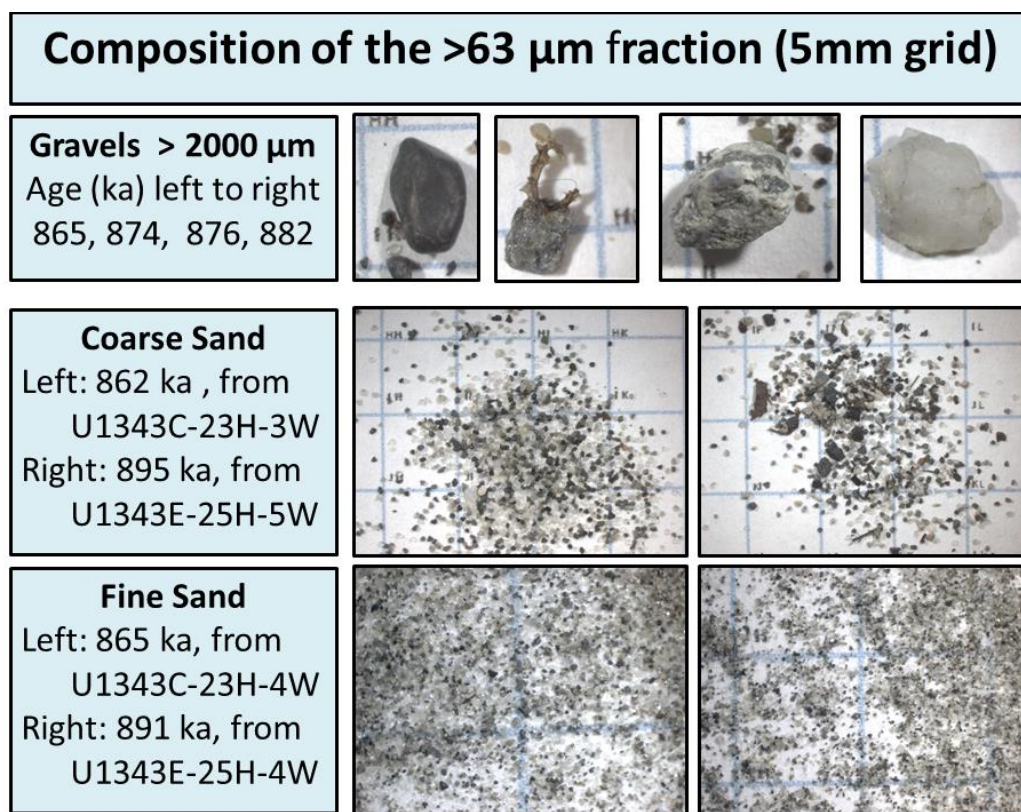 Composition of the >63 µm fraction (5mm grid)
Gravels > 2000 µm
Age (ka) left to right
865, 874, 876, 882
Coarse Sand
Left: 862 ka , from
U1343C-23H-3W
Right: 895 ka, from
U1343E-25H-5W
Fine Sand
Left: 865 ka, from
U1343C-23H-4W
Right: 891 ka, from
U1343E-25H-4W